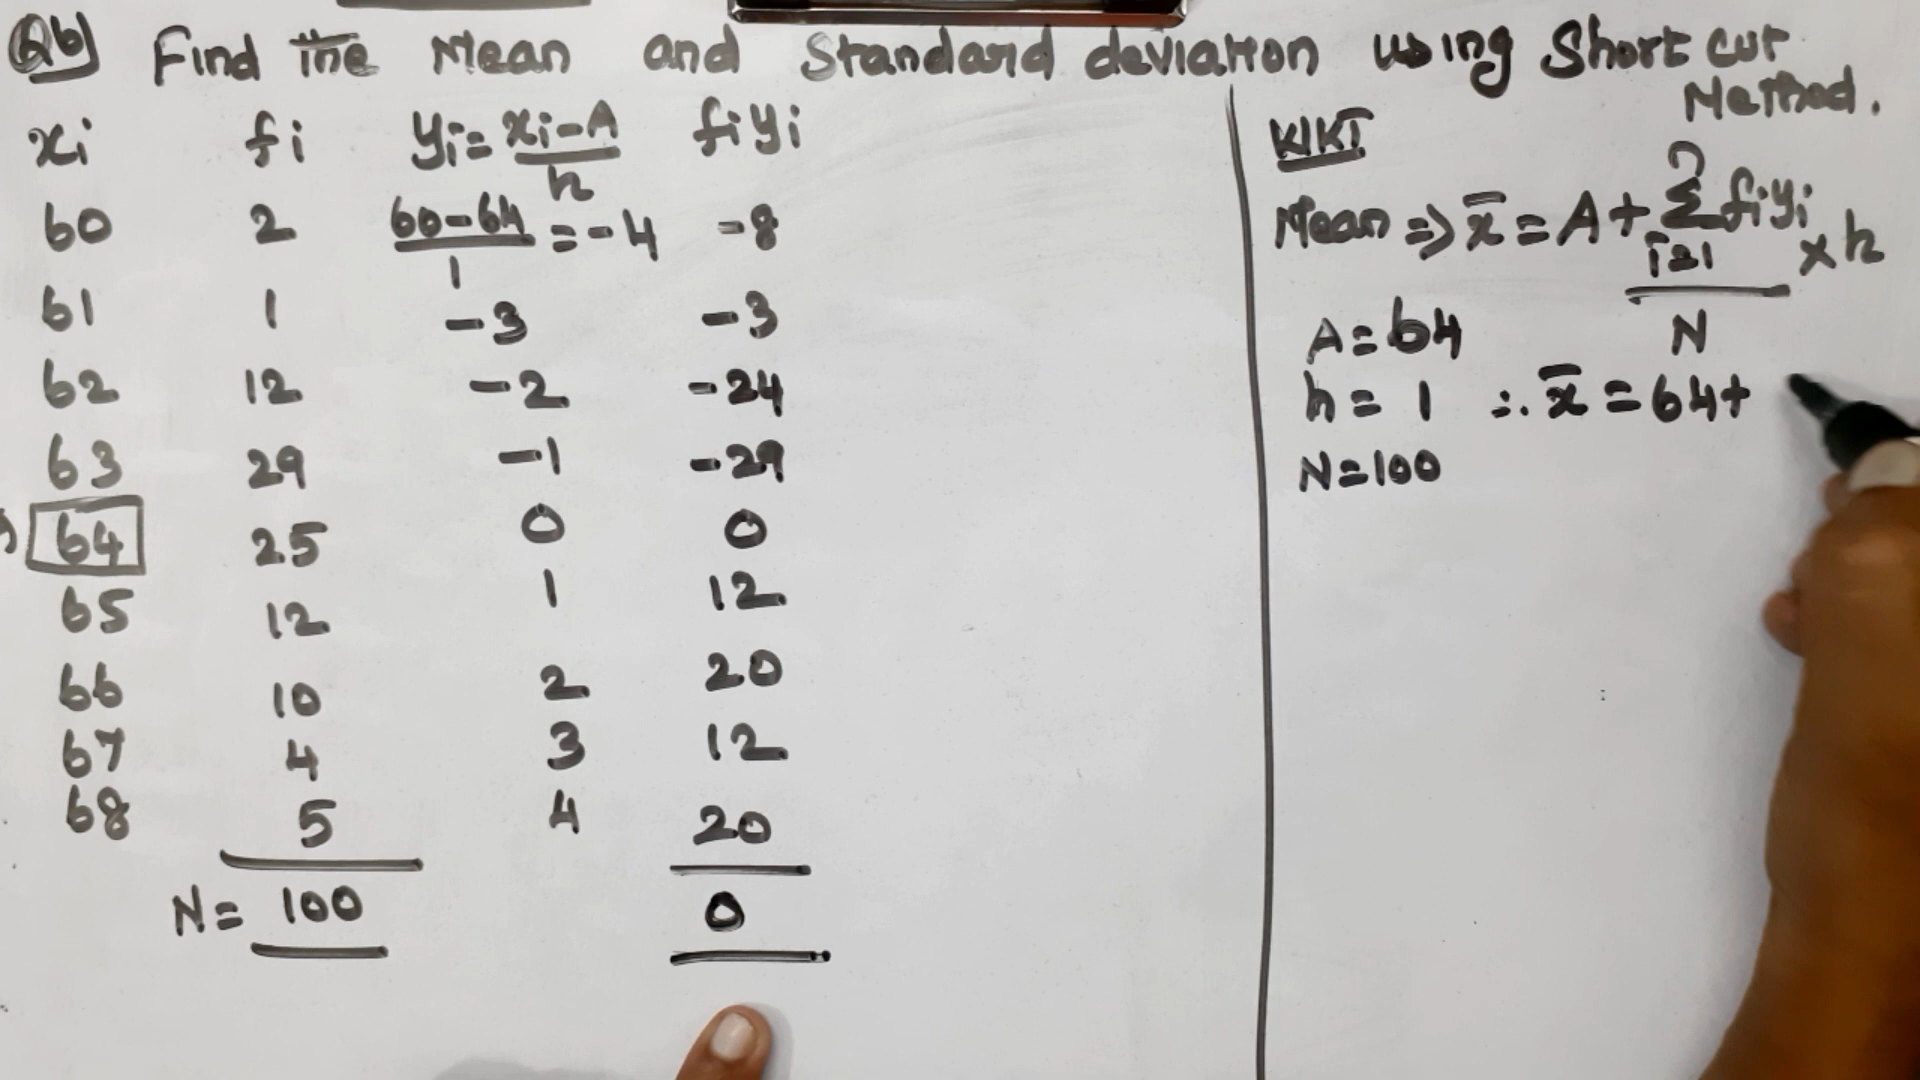 Q6) Find the Mean and Standard deviation using Short cut Method.
xi fi yi = xi-A/h fiyi
60 2 60-64/1 = -4 -8
61 1 -3 -3
62 12 -2 -24
63 29 -1 -29
64 25 0 0
65 12 1 12
66 10 2 20
67 4 3 12
68 5 4 20
N = 100 0
WKT
Mean => x̄ = A + Σ i=1 fiyi / N × h
A = 64
h = 1 ∴ x̄ = 64+
N = 100